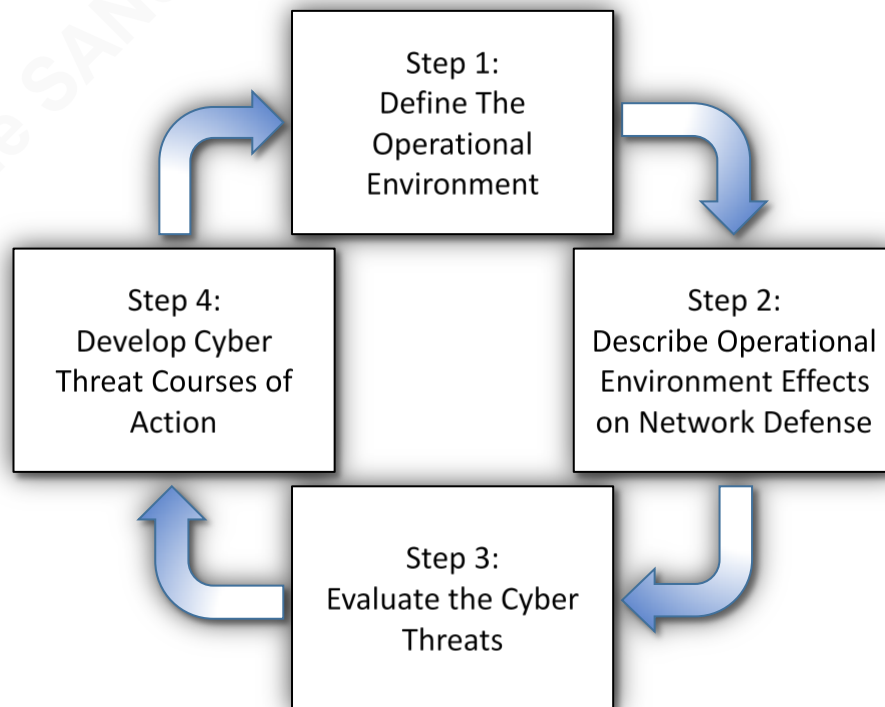 Step 1:
Define The
Operational
Environment
Step 2:
Describe Operational
Environment Effects
on Network Defense
Step 3:
Evaluate the Cyber
Threats
Step 4:
Develop Cyber
Threat Courses of
Action